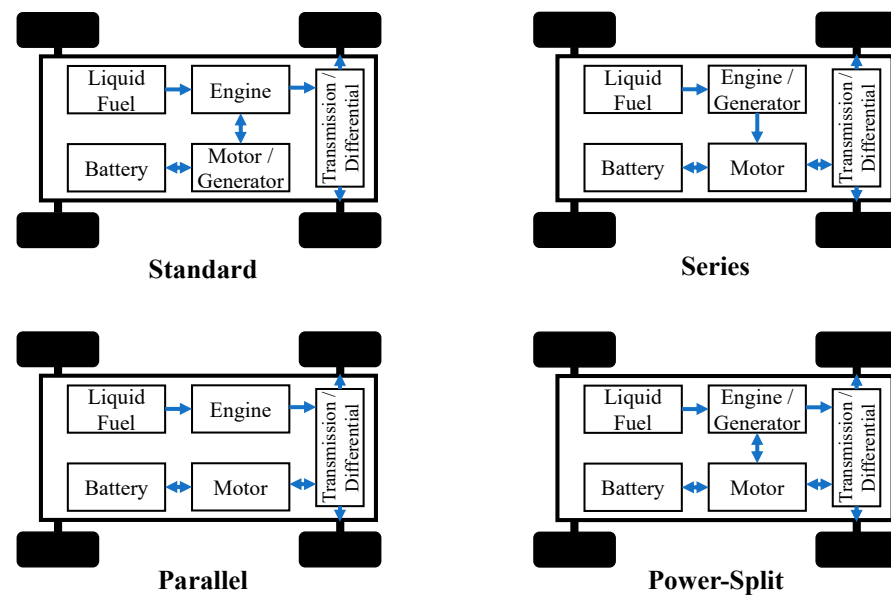 Liquid
Fuel
Engine
Battery
Motor /
Generator
Transmission /
Differential
Standard
Liquid
Fuel
Engine /
Generator
Battery
Motor
Transmission /
Differential
Series
Liquid
Fuel
Engine
Battery
Motor
Transmission /
Differential
Parallel
Liquid
Fuel
Engine /
Generator
Battery
Motor
Transmission /
Differential
Power-Split